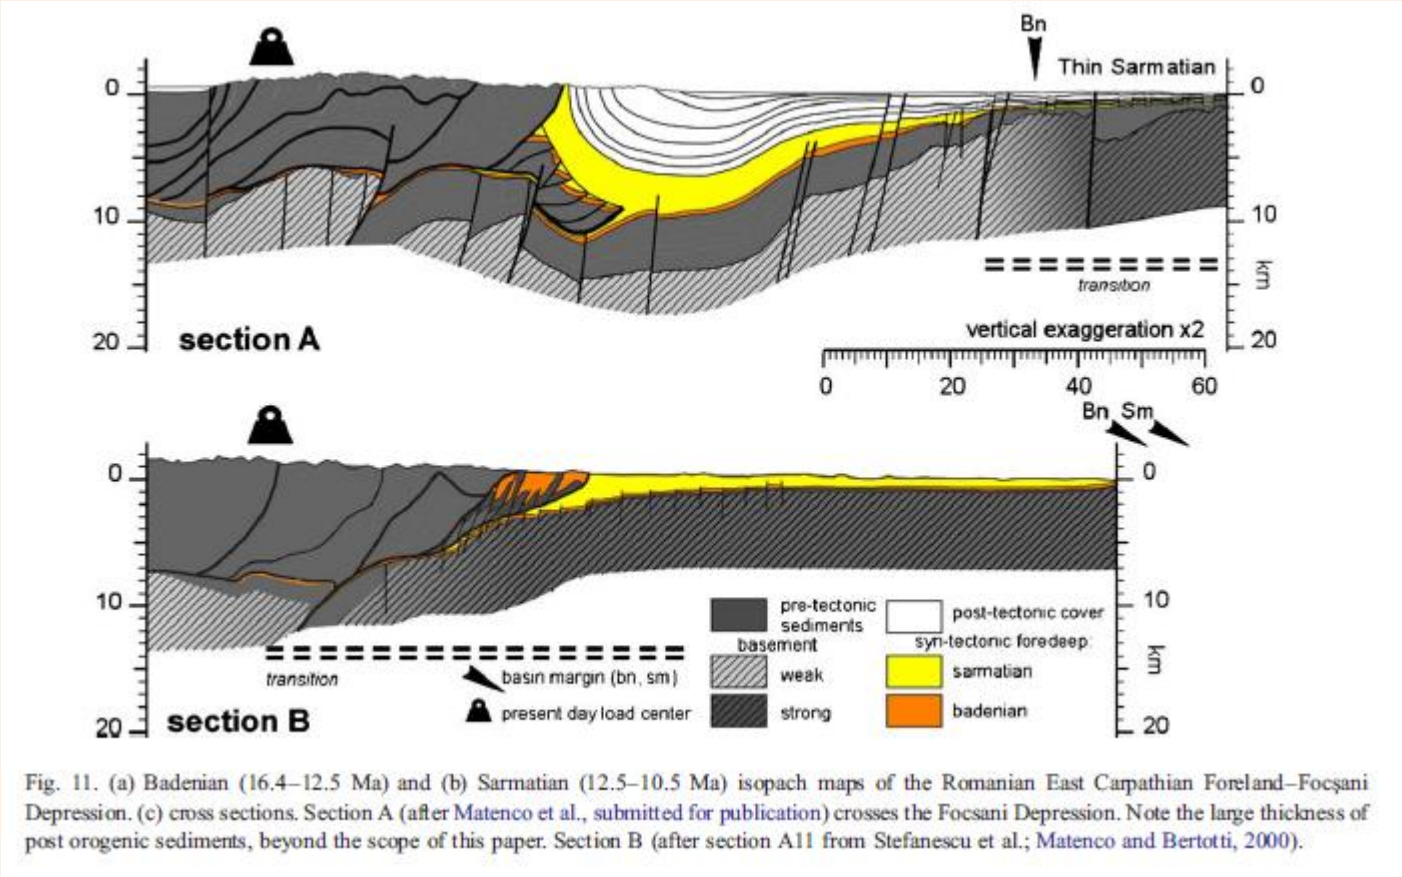 Bn
Thin Sarmatian
0
0
10
10
km
transition
section A
vertical exaggeration x2
20
20
0 20 40 60
Bn Sm
0
0
10
10
pre-tectonic
sediments
post-tectonic cover
basement
syn-tectonic foredeep
km
transition
basin margin (bn, sm)
weak
sarmatian
section B
present day load center
strong
badenian
20
20
Fig. 11. (a) Badenian (16.4–12.5 Ma) and (b) Sarmatian (12.5–10.5 Ma) isopach maps of the Romanian East Carpathian Foreland–Focşani
Depression. (c) cross sections. Section A (after Matenco et al., submitted for publication) crosses the Focsani Depression. Note the large thickness of
post orogenic sediments, beyond the scope of this paper. Section B (after section A11 from Stefanescu et al.; Matenco and Bertotti, 2000).